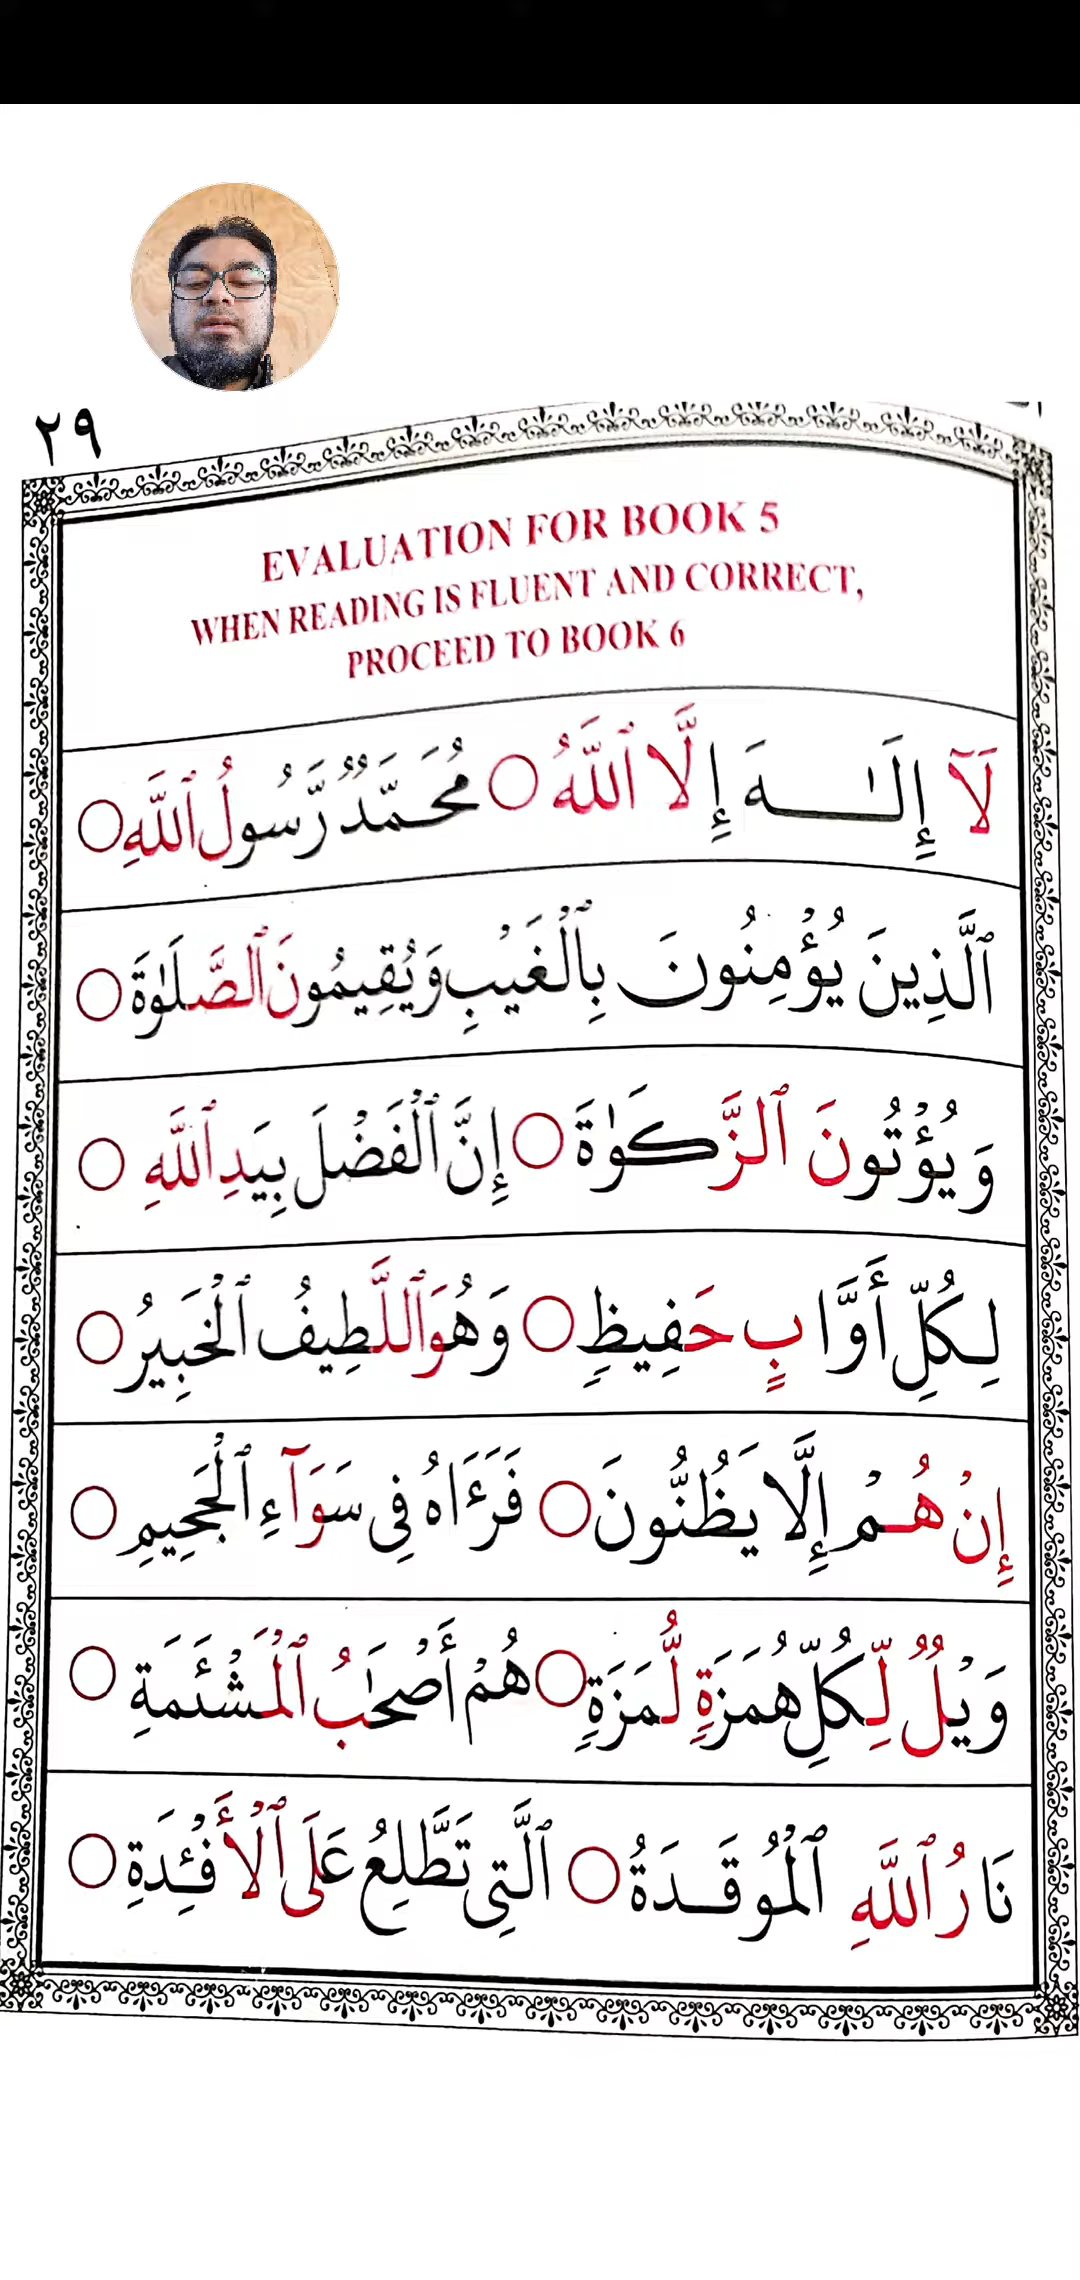 ٢٩
EVALUATION FOR BOOK 5
WHEN READING IS FLUENT AND CORRECT,
PROCEED TO BOOK 6
لَآ إِلَـٰهَ إِلَّا ٱللَّهُ ○ مُحَمَّدٌ رَّسُولُ ٱللَّهِ ○
ٱلَّذِينَ يُؤْمِنُونَ بِٱلْغَيْبِ وَيُقِيمُونَ ٱلصَّلَوٰةَ ○
وَيُؤْتُونَ ٱلزَّكَوٰةَ ○ إِنَّ ٱلْفَضْلَ بِيَدِ ٱللَّهِ ○
لِكُلِّ أَوَّابٍ حَفِيظٍ ○ وَهُوَ ٱللَّطِيفُ ٱلْخَبِيرُ ○
إِنْ هُمْ إِلَّا يَظُنُّونَ ○ فَرَءَاهُ فِى سَوَآءِ ٱلْجَحِيمِ ○
وَيْلٌ لِّكُلِّ هُمَزَةٍ لُّمَزَةٍ ○ هُمْ أَصْحَـٰبُ ٱلْمَشْئَمَةِ ○
نَارُ ٱللَّهِ ٱلْمُوقَدَةُ ○ ٱلَّتِى تَطَّلِعُ عَلَى ٱلْأَفْئِدَةِ ○